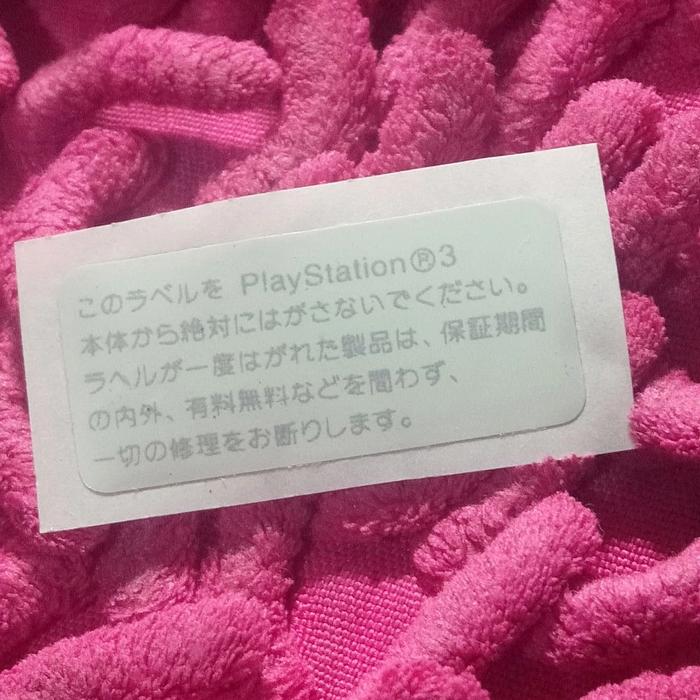 このラベルを PlayStation®3
本体から絶対にはがさないでください。
ラヘルが一度はがれた製品は、保証期間
の内外、有料無料などを間わず、
一切の修理をお断りします。